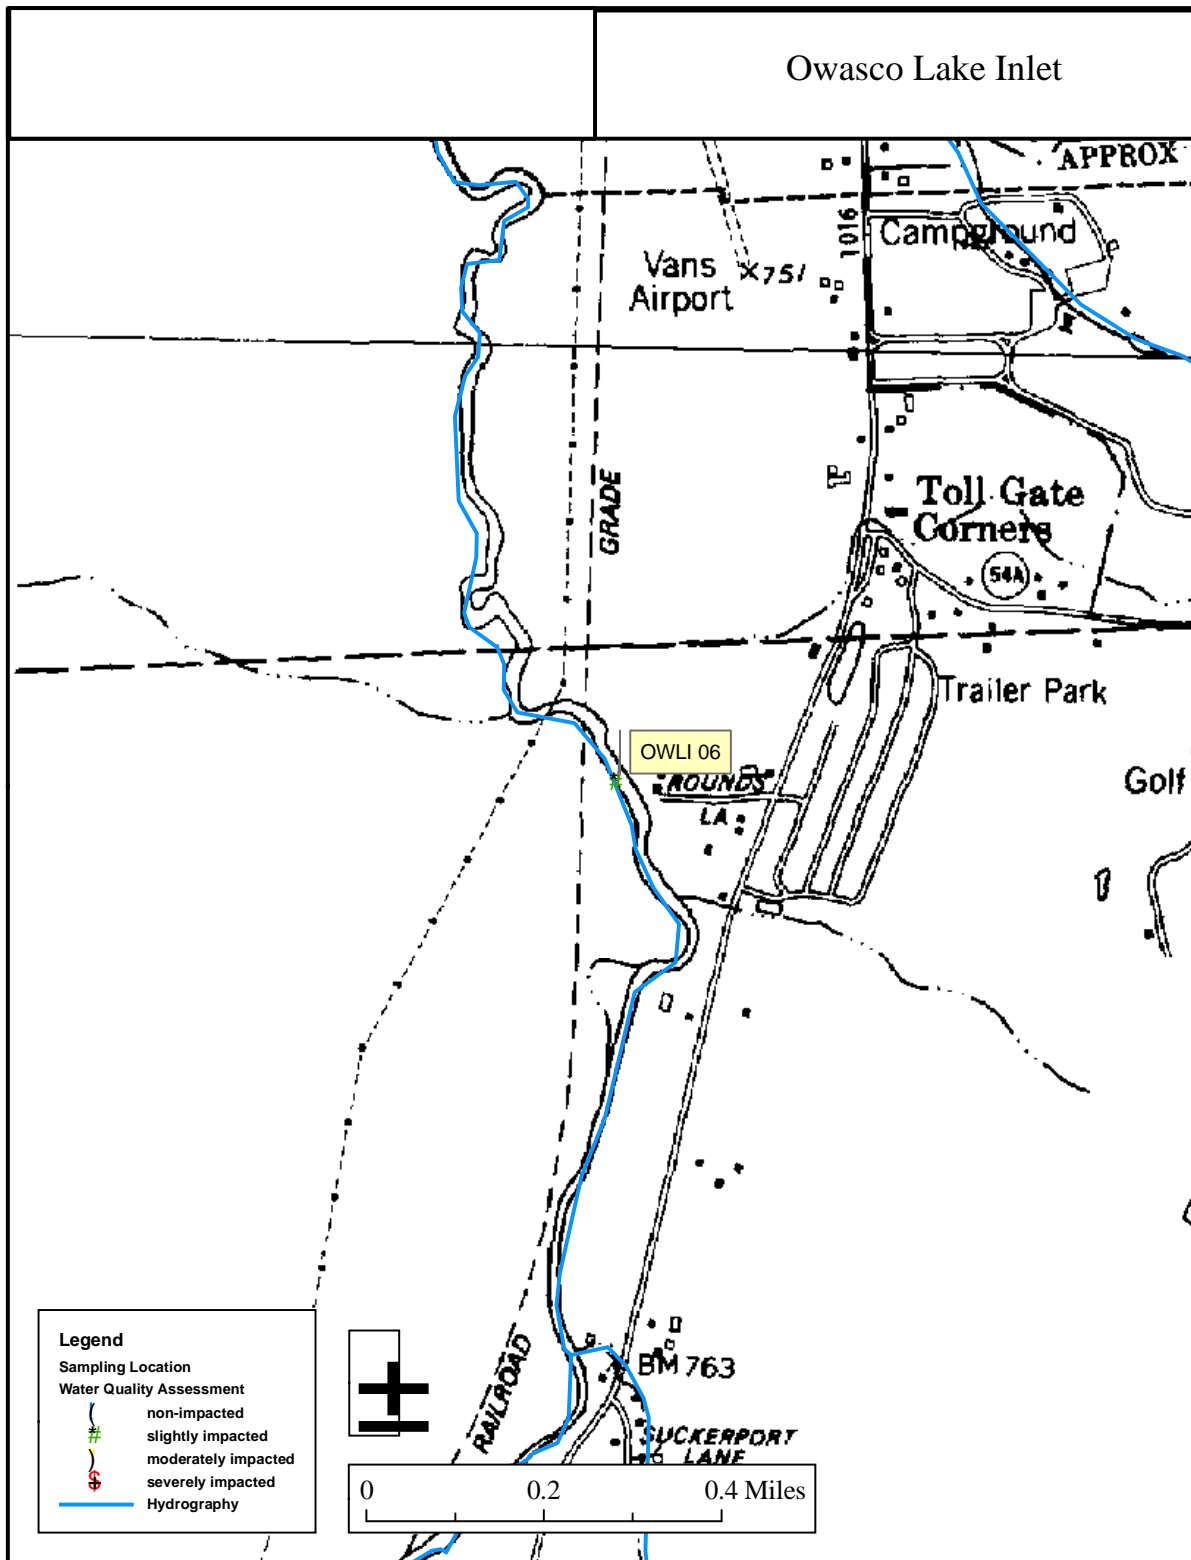 Owasco Lake Inlet
APPROX
1016
Campground
Vans
Airport
×751
GRADE
Toll Gate
Corners
54A
Trailer Park
OWLI 06
ROUNDS
LA
Golf
RAILROAD
BM 763
SUCKERPORT
LANE
Legend
Sampling Location
Water Quality Assessment
non-impacted
slightly impacted
moderately impacted
severely impacted
Hydrography
0 0.2 0.4 Miles